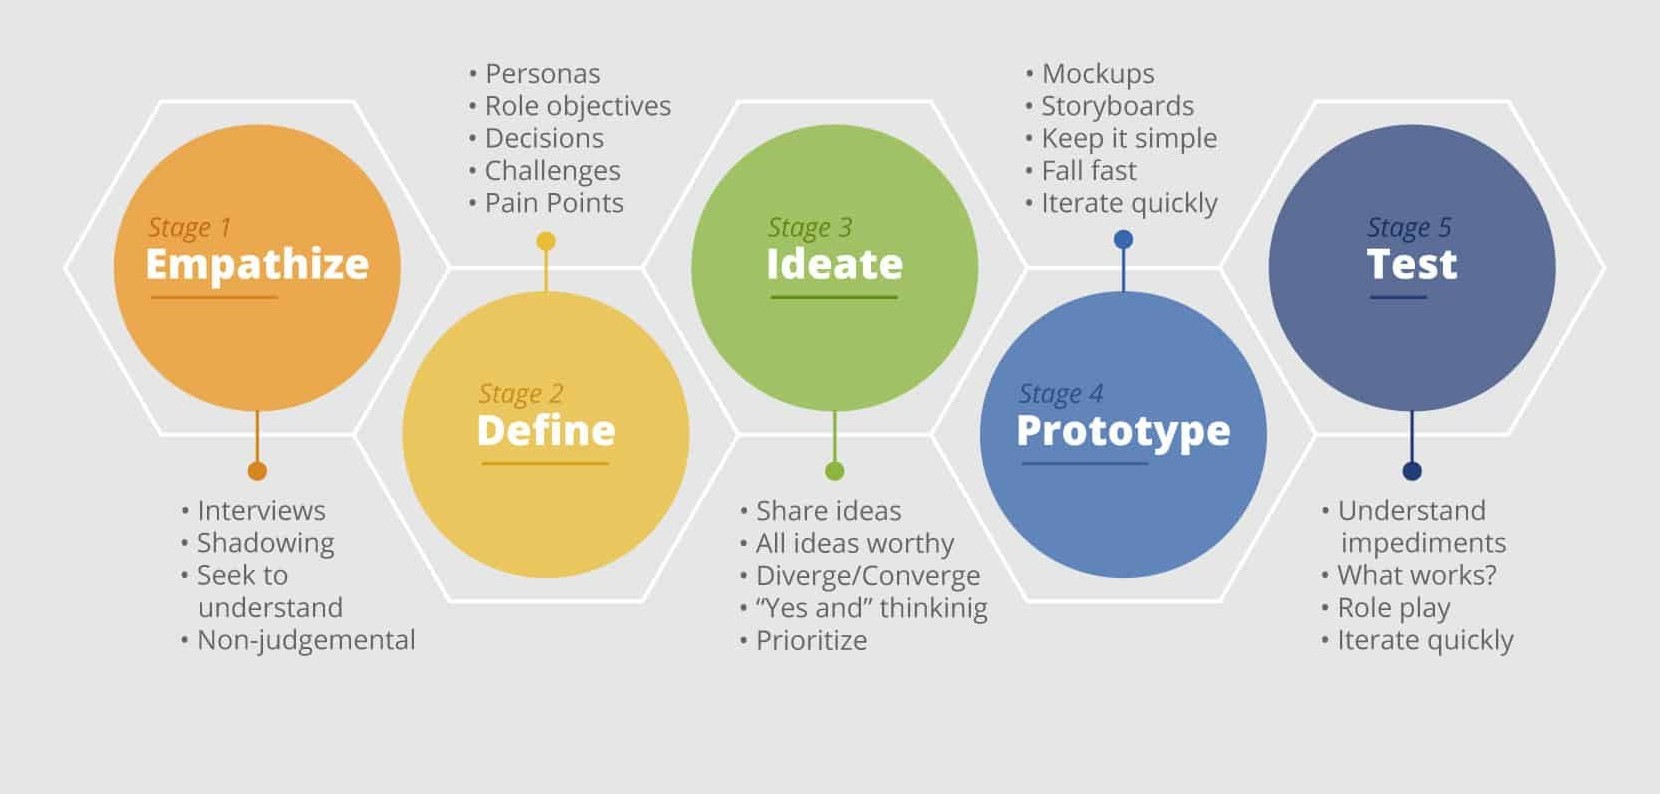 Stage 1
Empathize
• Interviews
• Shadowing
• Seek to
understand
• Non-judgemental
• Personas
• Role objectives
• Decisions
• Challenges
• Pain Points
Stage 2
Define
Stage 3
Ideate
• Share ideas
• All ideas worthy
• Diverge/Converge
• “Yes and” thinkinig
• Prioritize
• Mockups
• Storyboards
• Keep it simple
• Fall fast
• Iterate quickly
Stage 4
Prototype
Stage 5
Test
• Understand
impediments
• What works?
• Role play
• Iterate quickly